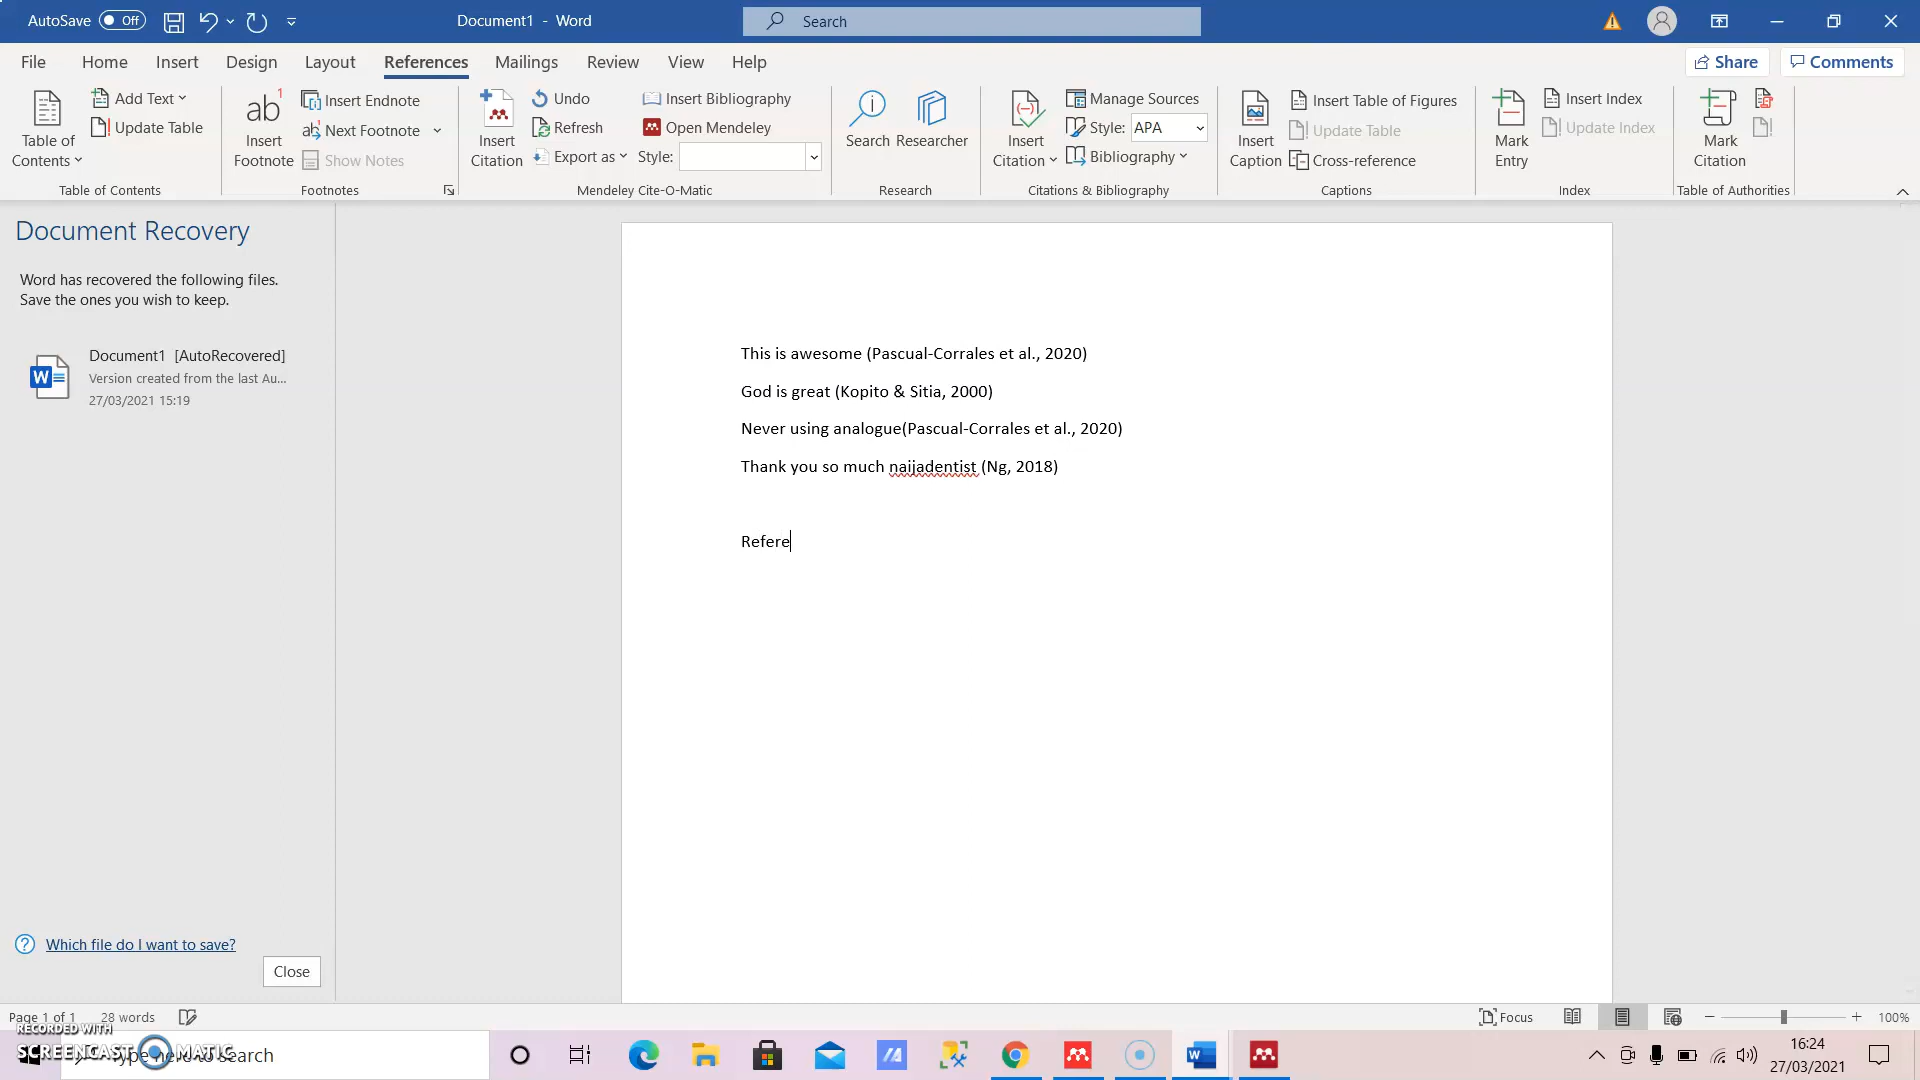 AutoSave Off Document1 - Word Search
File Home Insert Design Layout References Mailings Review View Help Share Comments
Table of Contents
Add Text
Update Table
Table of Contents
ab 1
Insert Footnote
Insert Endnote
Next Footnote
Show Notes
Footnotes
Insert Citation
Undo
Refresh
Export as
Insert Bibliography
Open Mendeley
Style:
Mendeley Cite-O-Matic
Search
Researcher
Research
Insert Citation
Manage Sources
Style: APA
Bibliography
Citations & Bibliography
Insert Caption
Insert Table of Figures
Update Table
Cross-reference
Captions
Mark Entry
Insert Index
Update Index
Index
Mark Citation
Table of Authorities
Document Recovery
Word has recovered the following files.
Save the ones you wish to keep.
Document1 [AutoRecovered]
Version created from the last Au...
27/03/2021 15:19
Which file do I want to save?
Close
This is awesome (Pascual-Corrales et al., 2020)
God is great (Kopito & Sitia, 2000)
Never using analogue(Pascual-Corrales et al., 2020)
Thank you so much naijadentist (Ng, 2018)
Refere
Page 1 of 1 28 words Focus 100%
RECORDED WITH
SCREENCAST MATIC
Type here to search
16:24
27/03/2021